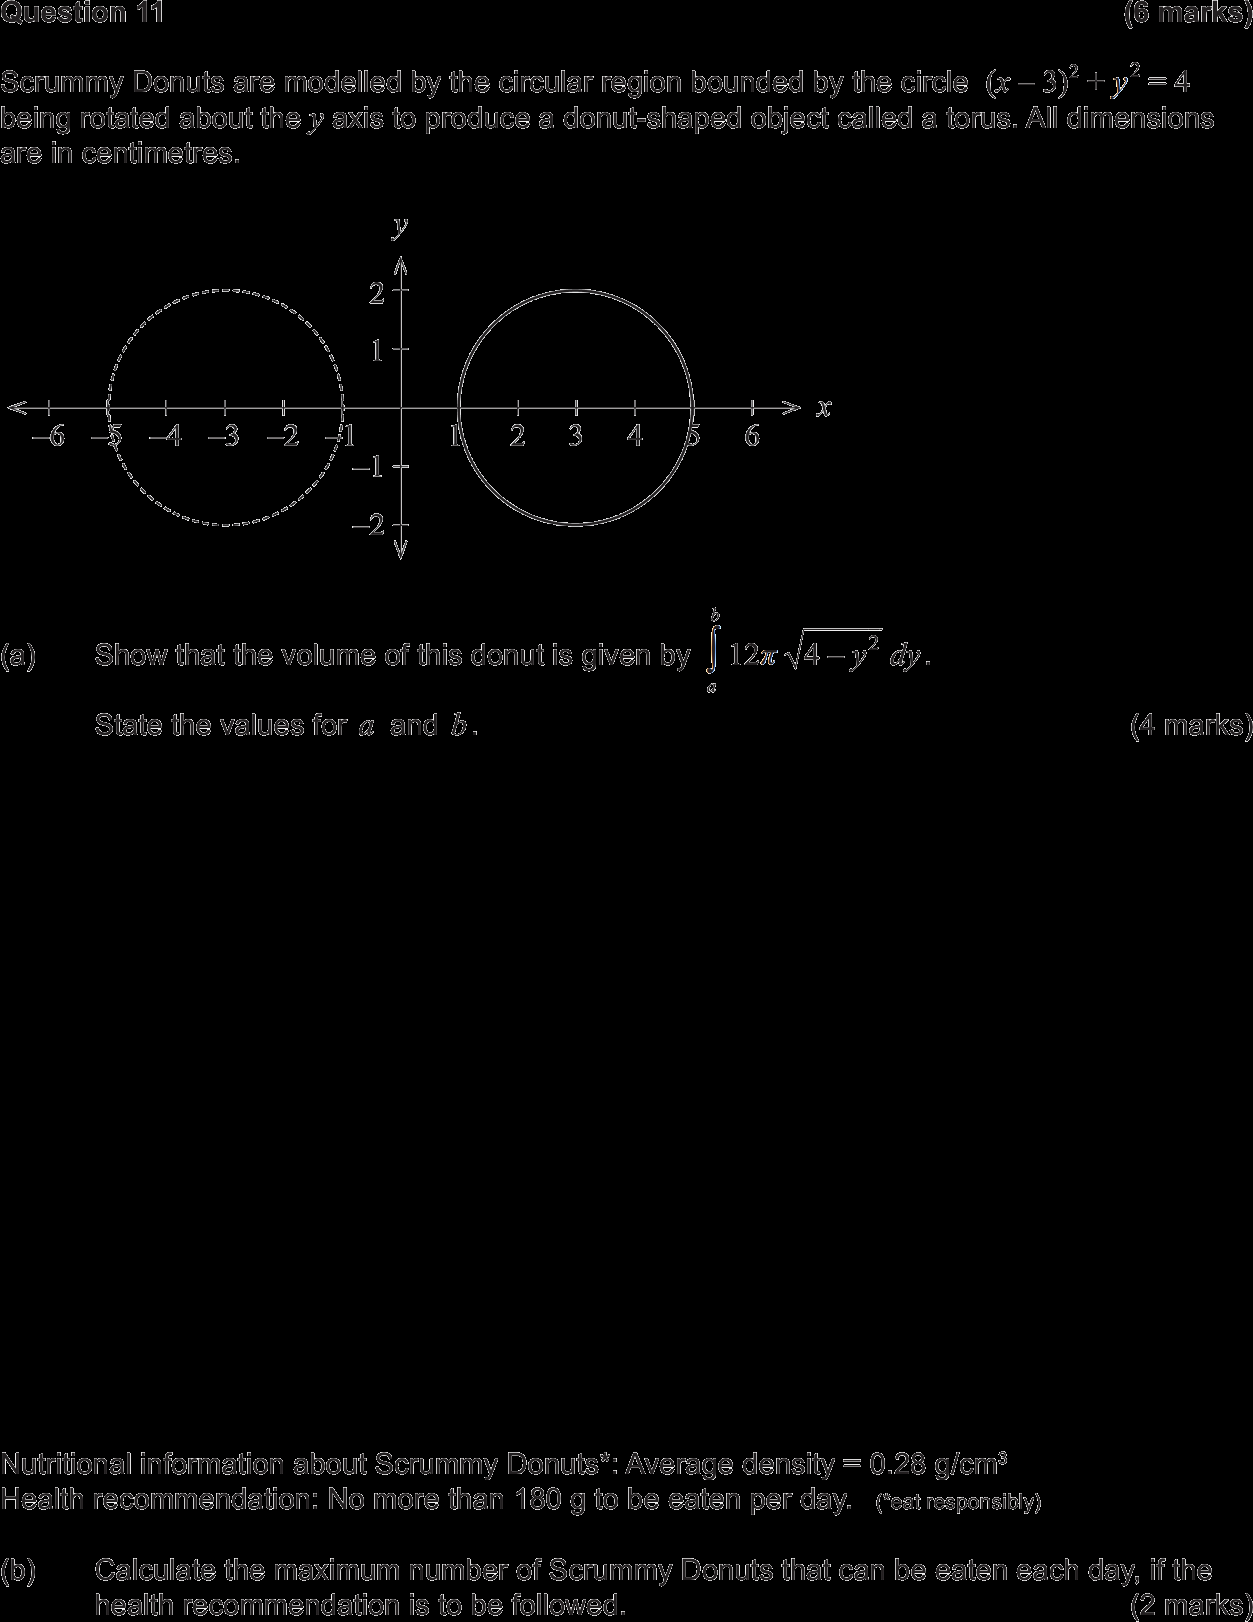 Question 11 (6 marks)
Scrummy Donuts are modelled by the circular region bounded by the circle (x – 3)² + y² = 4
being rotated about the y axis to produce a donut-shaped object called a torus. All dimensions
are in centimetres.
y
2
1
–6 –5 –4 –3 –2 –1 1 2 3 4 5 6 x
–1
–2
(a) Show that the volume of this donut is given by ∫ₐᵇ 12π √(4 – y²) dy.
State the values for a and b. (4 marks)
Nutritional information about Scrummy Donuts*: Average density = 0.28 g/cm³
Health recommendation: No more than 180 g to be eaten per day. (*eat responsibly)
(b) Calculate the maximum number of Scrummy Donuts that can be eaten each day, if the
health recommendation is to be followed. (2 marks)